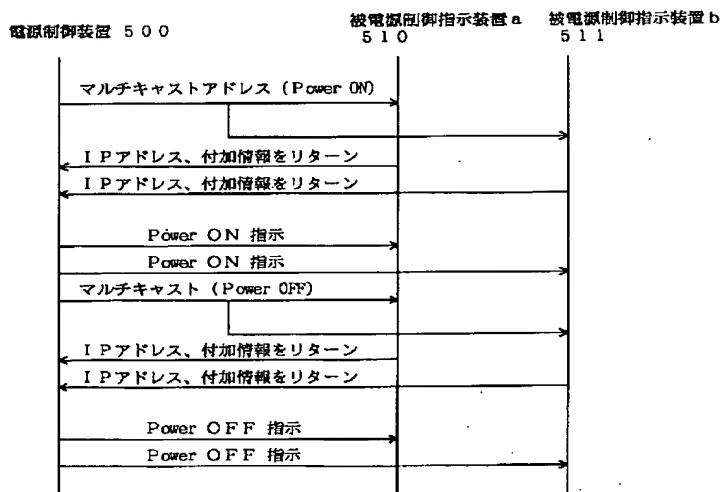 電源制御装置 500
被電源制御指示装置a
510
被電源制御指示装置b
511
マルチキャストアドレス (Power ON)
IPアドレス、付加情報をリターン
IPアドレス、付加情報をリターン
Power ON 指示
Power ON 指示
マルチキャスト (Power OFF)
IPアドレス、付加情報をリターン
IPアドレス、付加情報をリターン
Power OFF 指示
Power OFF 指示